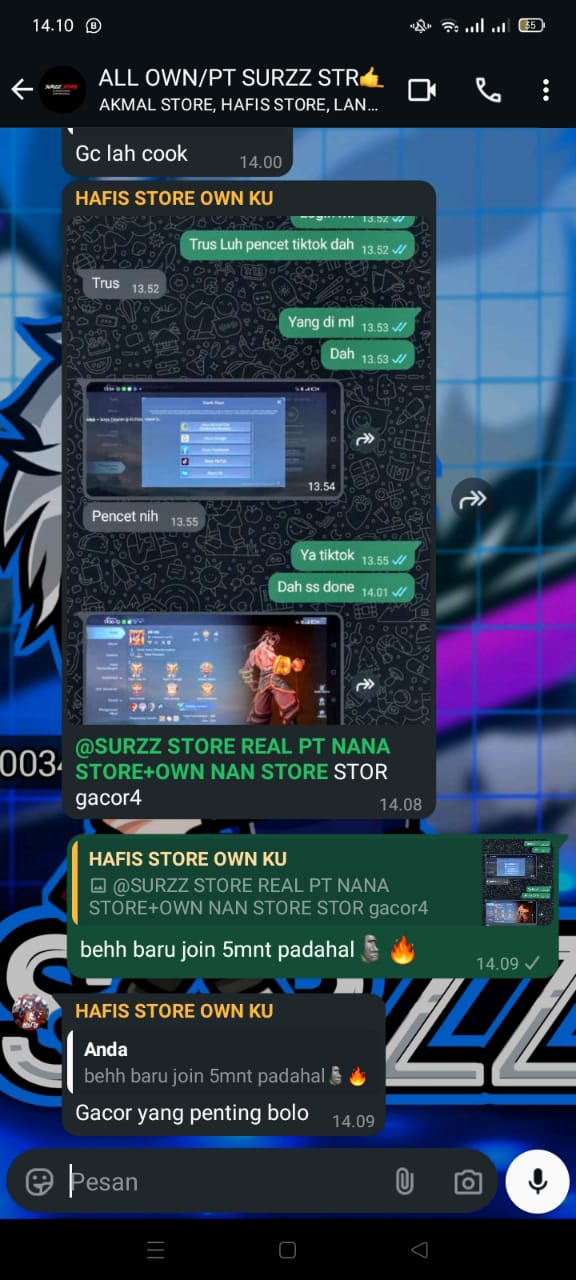 14.10
35
ALL OWN/PT SURZZ STR🤙
AKMAL STORE, HAFIS STORE, LAN...
Gc lah cook 14.00
HAFIS STORE OWN KU
13.52
Trus Luh pencet tiktok dah 13.52
Trus 13.52
Yang di ml 13.53
Dah 13.53
13.54
Pencet nih 13.55
Ya tiktok 13.55
Dah ss done 14.01
@SURZZ STORE REAL PT NANA
STORE+OWN NAN STORE STOR
gacor4 14.08
HAFIS STORE OWN KU
@SURZZ STORE REAL PT NANA
STORE+OWN NAN STORE STOR gacor4
behh baru join 5mnt padahal🗿🔥 14.09
HAFIS STORE OWN KU
Anda
behh baru join 5mnt padahal🗿🔥
Gacor yang penting bolo 14.09
Pesan